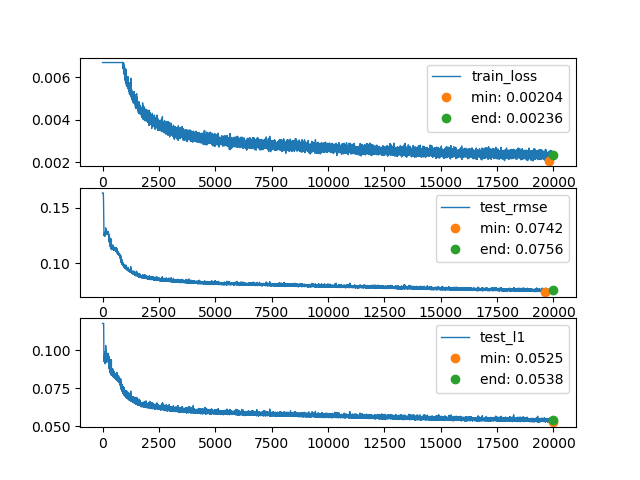 0.006
0.004
0.002
train_loss
min: 0.00204
end: 0.00236
0 2500 5000 7500 10000 12500 15000 17500 20000
0.15
0.10
test_rmse
min: 0.0742
end: 0.0756
0 2500 5000 7500 10000 12500 15000 17500 20000
0.100
0.075
0.050
test_l1
min: 0.0525
end: 0.0538
0 2500 5000 7500 10000 12500 15000 17500 20000